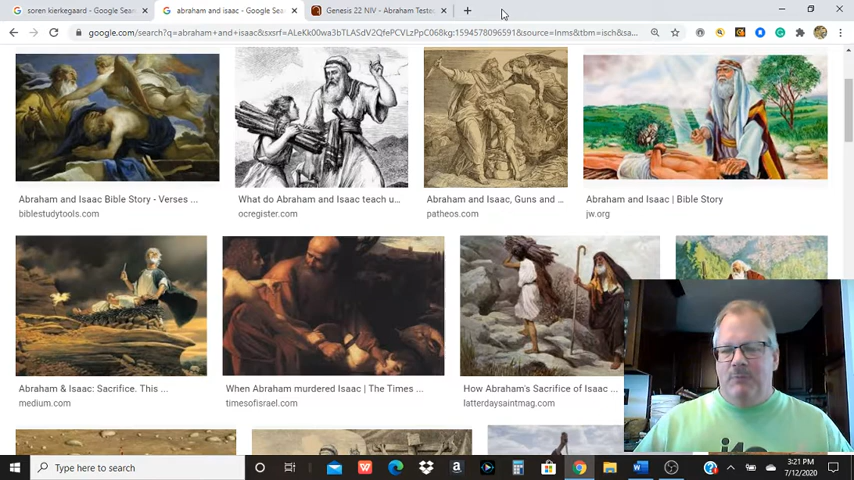 soren kierkegaard - Google Sear
abraham and isaac - Google Sear
Genesis 22 NIV - Abraham Tested
google.com/search?q=abraham+and+isaac&sxsrf=ALeKk00wa3bTLASdV2QfePCVzLpPC068kg:1594578096591&source=lnms&tbm=isch&sa...
Abraham and Isaac Bible Story - Verses ...
biblestudytools.com
What do Abraham and Isaac teach u...
ocregister.com
Abraham and Isaac, Guns and ...
patheos.com
Abraham and Isaac | Bible Story
jw.org
Abraham & Isaac: Sacrifice. This ...
medium.com
When Abraham murdered Isaac | The Times ...
timesofisrael.com
How Abraham's Sacrifice of Isaac ...
latterdaysaintmag.com
Type here to search
3:21 PM
7/12/2020